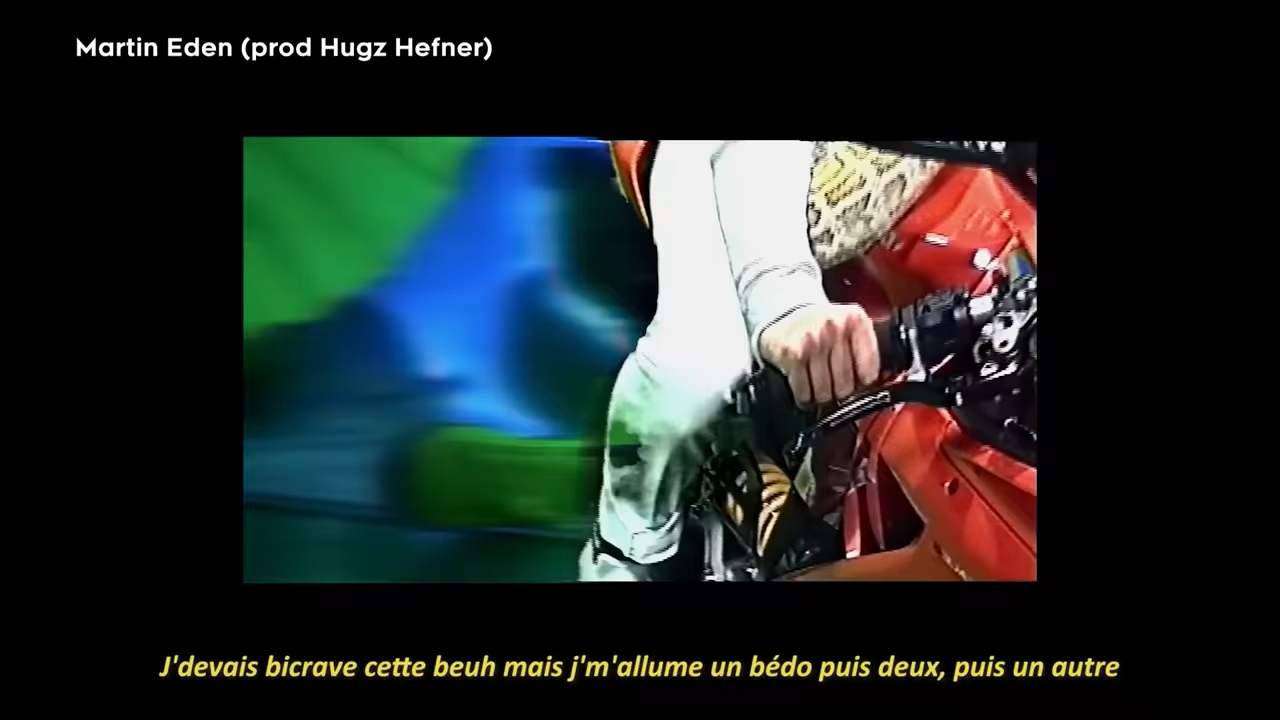 Martin Eden (prod Hugz Hefner)
J'devais bicrave cette beuh mais j'm'allume un bédo puis deux, puis un autre